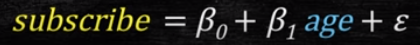 subscribe = β₀ + β₁ age + ε